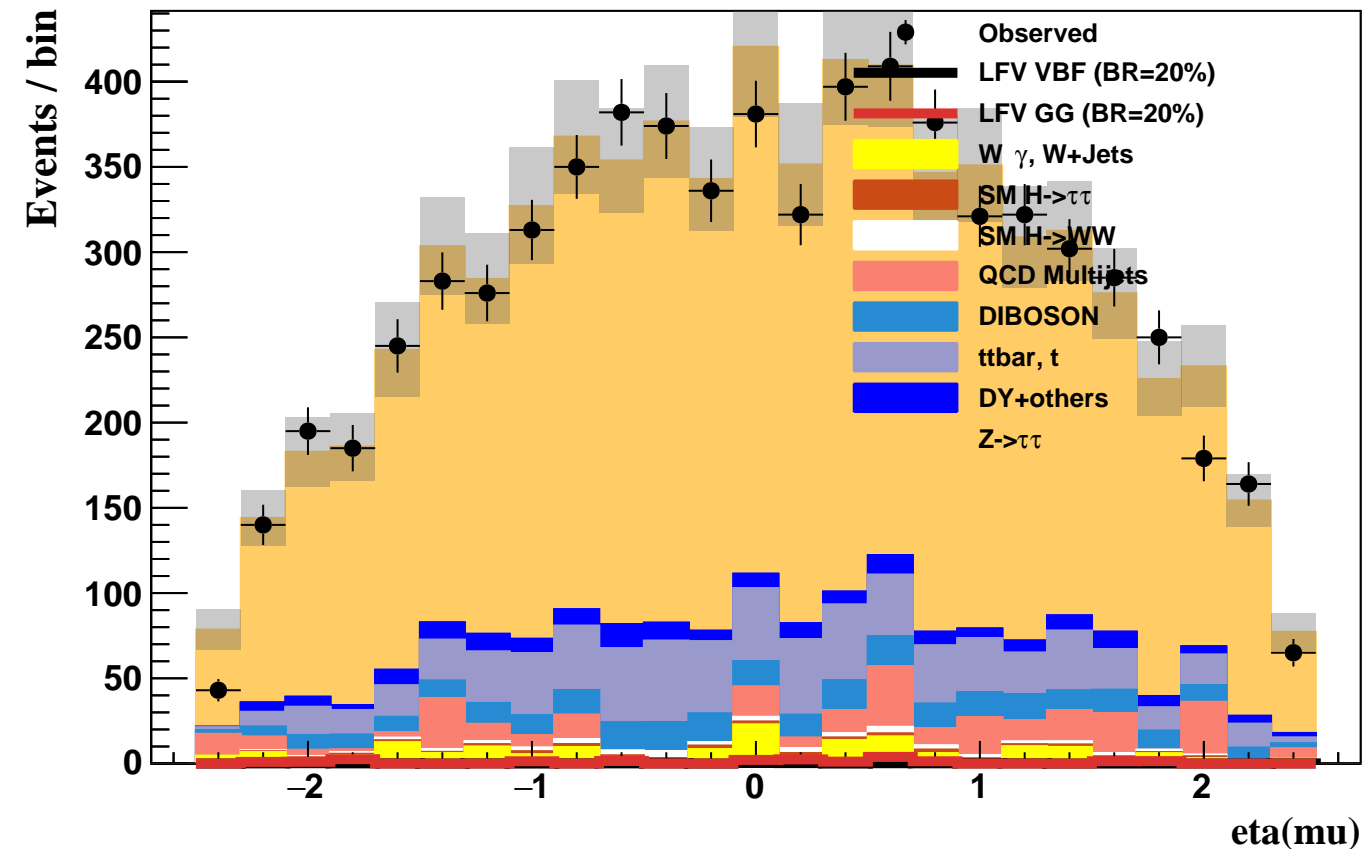 Events / bin
400
350
300
250
200
150
100
50
0
−2
−1
0
1
2
eta(mu)
Observed
LFV VBF (BR=20%)
LFV GG (BR=20%)
W γ, W+Jets
SM H->ττ
SM H->WW
QCD Multijets
DIBOSON
ttbar, t
DY+others
Z->ττ